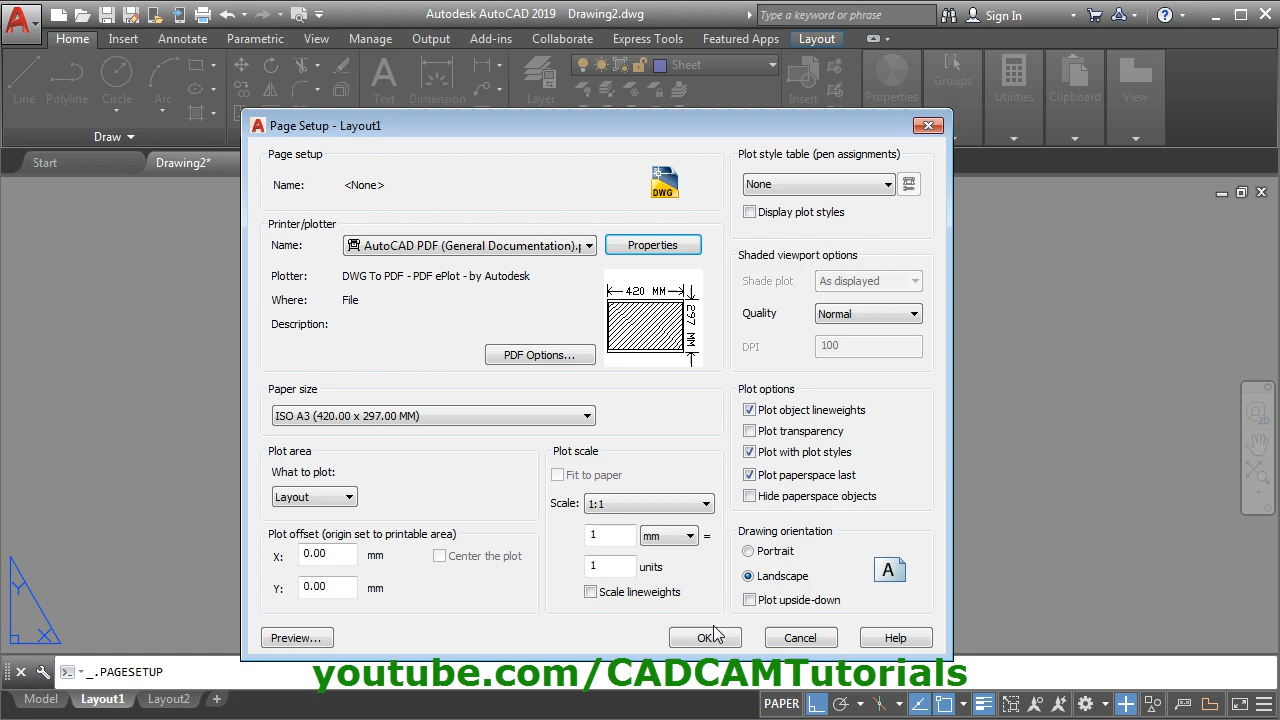 Autodesk AutoCAD 2019 Drawing2.dwg
Type a keyword or phrase
Sign In
Home Insert Annotate Parametric View Manage Output Add-ins Collaborate Express Tools Featured Apps Layout
Line Polyline Circle Arc Text Dimension Layer Insert Properties Groups Utilities Clipboard View
Sheet
Draw
Start Drawing2*
Page Setup - Layout1
Page setup
Name: <None>
DWG
Printer/plotter
Name: AutoCAD PDF (General Documentation).p
Properties
Plotter: DWG To PDF - PDF ePlot - by Autodesk
Where: File
Description:
420 MM
297 MM
PDF Options...
Paper size
ISO A3 (420.00 x 297.00 MM)
Plot area
What to plot:
Layout
Plot offset (origin set to printable area)
X: 0.00 mm
Center the plot
Y: 0.00 mm
Plot scale
Fit to paper
Scale: 1:1
1 mm =
1 units
Scale lineweights
Plot style table (pen assignments)
None
Display plot styles
Shaded viewport options
Shade plot As displayed
Quality Normal
DPI 100
Plot options
Plot object lineweights
Plot transparency
Plot with plot styles
Plot paperspace last
Hide paperspace objects
Drawing orientation
Portrait
Landscape
A
Plot upside-down
Preview... OK Cancel Help
2D
Y
X
_.PAGESETUP
youtube.com/CADCAMTutorials
Model Layout1 Layout2 +
PAPER